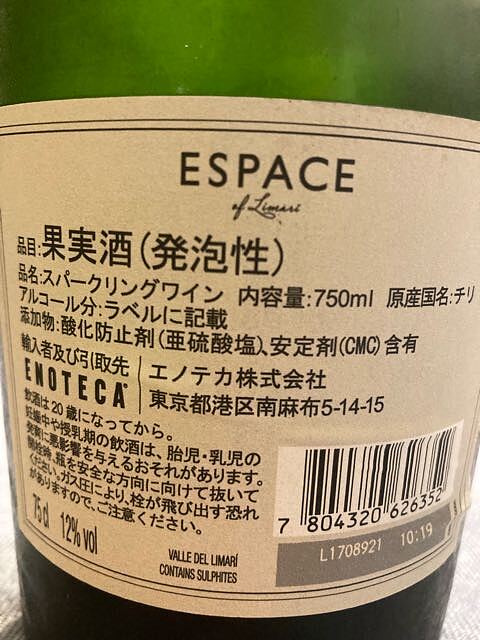 ESPACE
of Limarí
品目:果実酒(発泡性)
品名:スパークリングワイン 内容量:750ml 原産国名:チリ
アルコール分:ラベルに記載
添加物:酸化防止剤(亜硫酸塩)、安定剤(CMC)含有
輸入者及び引取先
ENOTECA
エノテカ株式会社
東京都港区南麻布5-14-15
飲酒は20歳になってから。
妊娠中や授乳期の飲酒は、胎児・乳児の
発育に悪影響を与えるおそれがあります。
開栓時、瓶を安全な方向に向けて抜いて
ください。ガス圧により、栓が飛び出す恐れ
がありますので、ご注意ください。
75cl 12% vol
VALLE DEL LIMARÍ
CONTAINS SULPHITES
7 804320 626352
L1708921 10:19